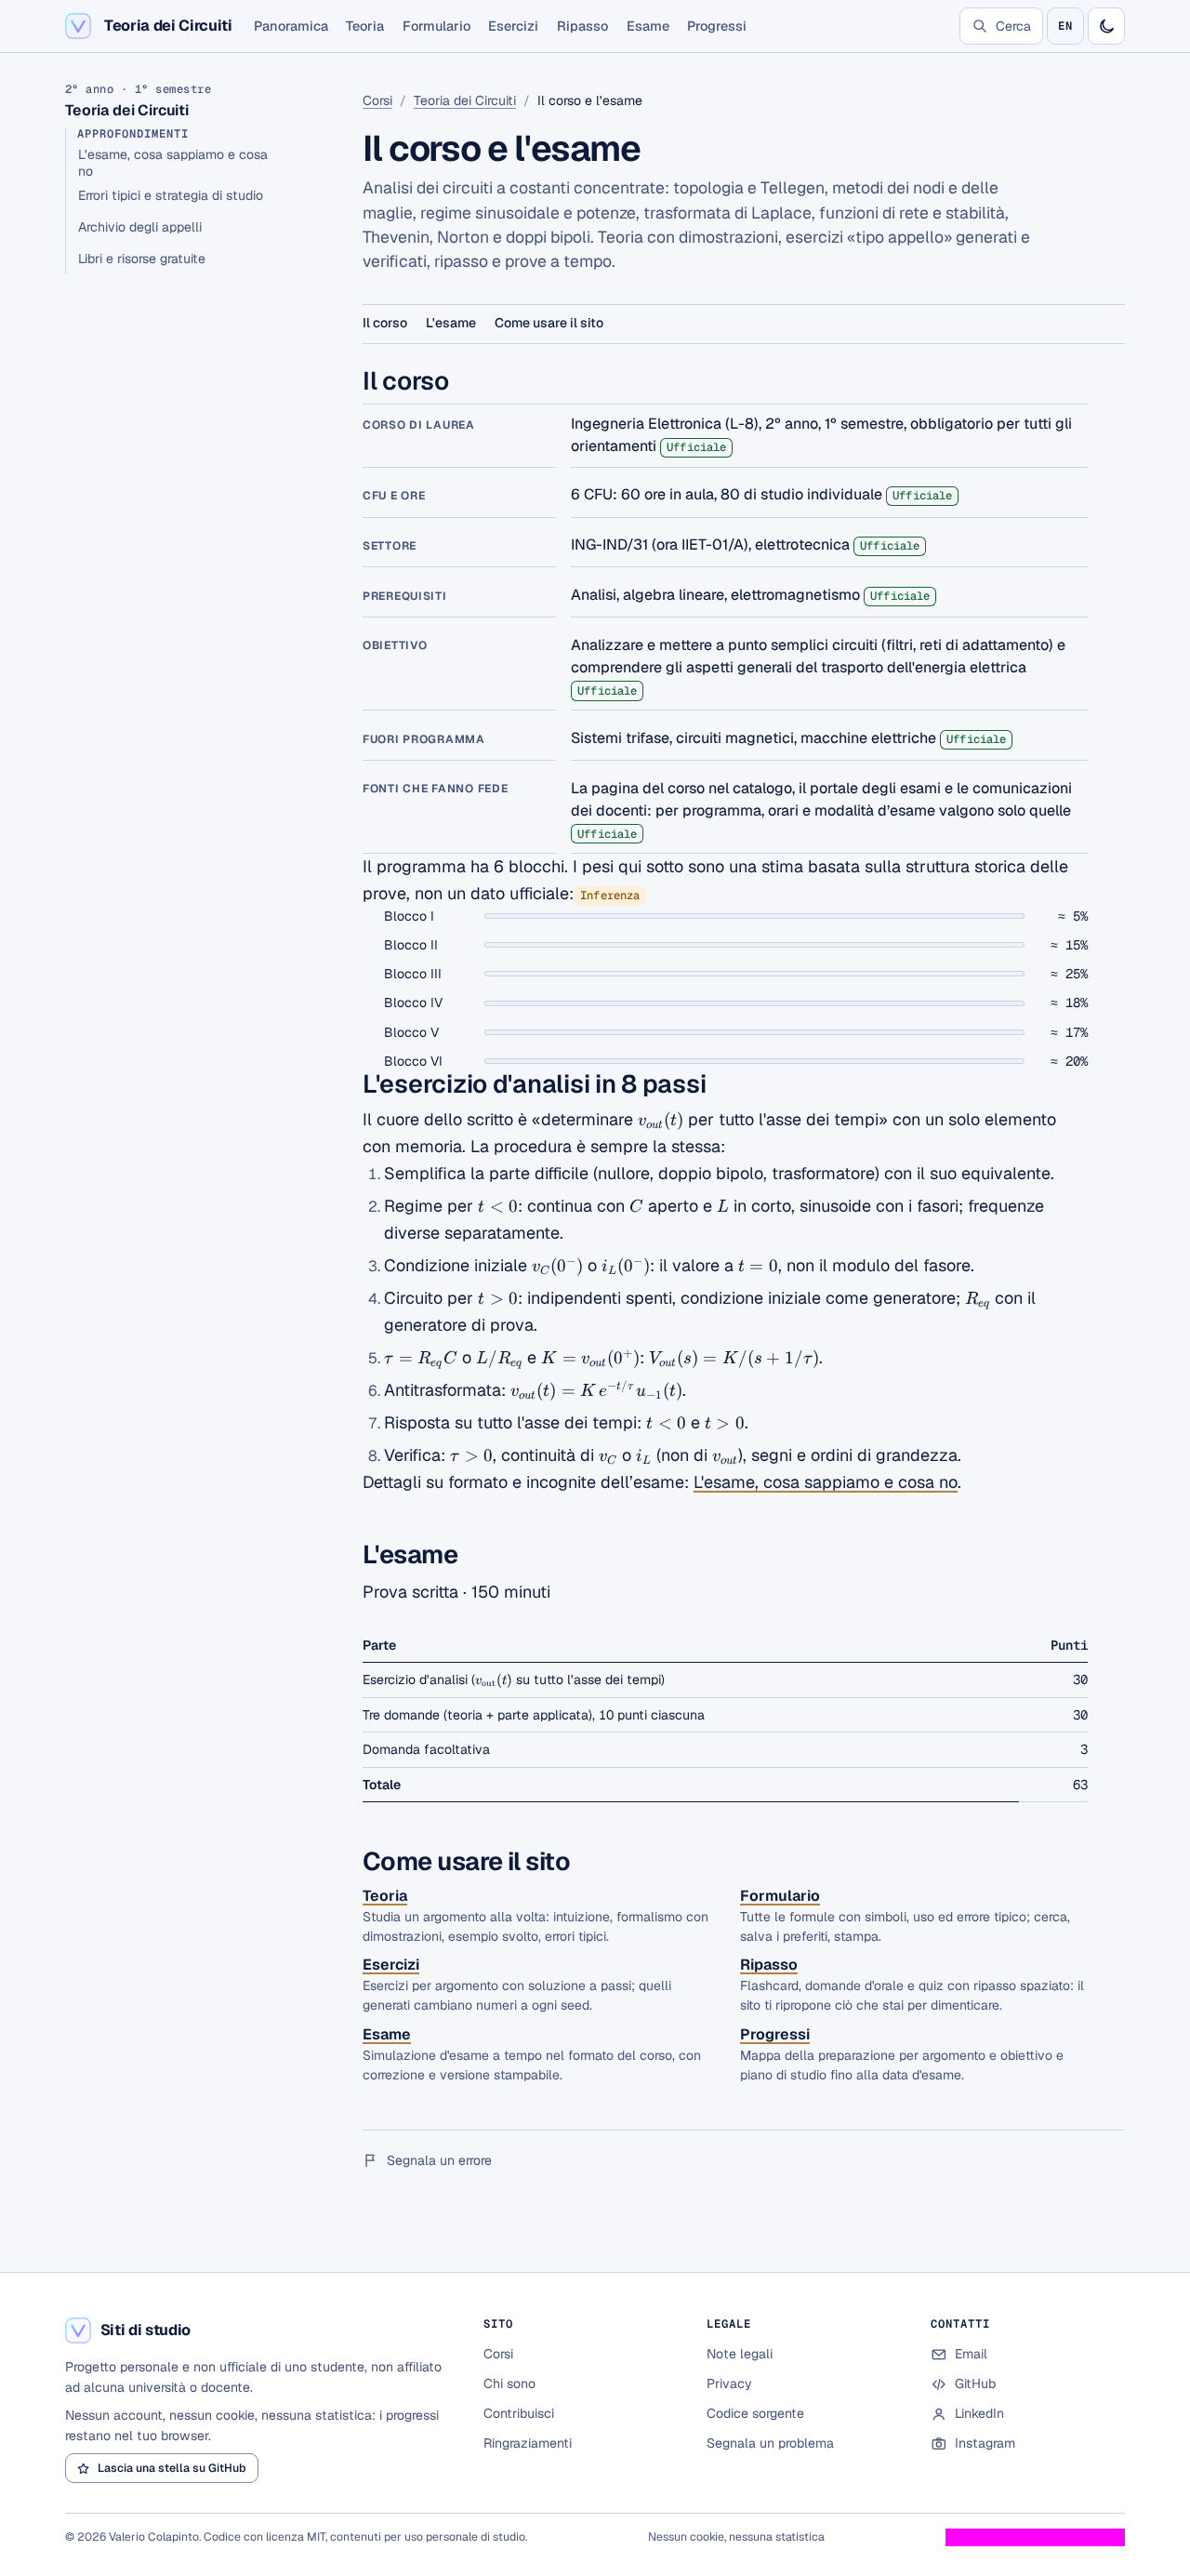 Teoria dei Circuiti Panoramica Teoria Formulario Esercizi Ripasso Esame Progressi Cerca EN
2° anno · 1° semestre
Teoria dei Circuiti
APPROFONDIMENTI
L'esame, cosa sappiamo e cosa
no
Errori tipici e strategia di studio
Archivio degli appelli
Libri e risorse gratuite
Corsi / Teoria dei Circuiti / Il corso e l'esame
Il corso e l'esame
Analisi dei circuiti a costanti concentrate: topologia e Tellegen, metodi dei nodi e delle
maglie, regime sinusoidale e potenze, trasformata di Laplace, funzioni di rete e stabilità,
Thevenin, Norton e doppi bipoli. Teoria con dimostrazioni, esercizi «tipo appello» generati e
verificati, ripasso e prove a tempo.
Il corso L'esame Come usare il sito
Il corso
CORSO DI LAUREA Ingegneria Elettronica (L-8), 2° anno, 1° semestre, obbligatorio per tutti gli
orientamenti Ufficiale
CFU E ORE 6 CFU: 60 ore in aula, 80 di studio individuale Ufficiale
SETTORE ING-IND/31 (ora IIET-01/A), elettrotecnica Ufficiale
PREREQUISITI Analisi, algebra lineare, elettromagnetismo Ufficiale
OBIETTIVO Analizzare e mettere a punto semplici circuiti (filtri, reti di adattamento) e
comprendere gli aspetti generali del trasporto dell'energia elettrica
Ufficiale
FUORI PROGRAMMA Sistemi trifase, circuiti magnetici, macchine elettriche Ufficiale
FONTI CHE FANNO FEDE La pagina del corso nel catalogo, il portale degli esami e le comunicazioni
dei docenti: per programma, orari e modalità d’esame valgono solo quelle
Ufficiale
Il programma ha 6 blocchi. I pesi qui sotto sono una stima basata sulla struttura storica delle
prove, non un dato ufficiale: Inferenza
Blocco I ≈ 5%
Blocco II ≈ 15%
Blocco III ≈ 25%
Blocco IV ≈ 18%
Blocco V ≈ 17%
Blocco VI ≈ 20%
L'esercizio d'analisi in 8 passi
Il cuore dello scritto è «determinare v_out(t) per tutto l'asse dei tempi» con un solo elemento
con memoria. La procedura è sempre la stessa:
1. Semplifica la parte difficile (nullore, doppio bipolo, trasformatore) con il suo equivalente.
2. Regime per t < 0: continua con C aperto e L in corto, sinusoide con i fasori; frequenze
diverse separatamente.
3. Condizione iniziale v_C(0⁻) o i_L(0⁻): il valore a t = 0, non il modulo del fasore.
4. Circuito per t > 0: indipendenti spenti, condizione iniziale come generatore; R_eq con il
generatore di prova.
5. τ = R_eq C o L/R_eq e K = v_out(0⁺): V_out(s) = K/(s + 1/τ).
6. Antitrasformata: v_out(t) = K e^(−t/τ) u_−1(t).
7. Risposta su tutto l'asse dei tempi: t < 0 e t > 0.
8. Verifica: τ > 0, continuità di v_C o i_L (non di v_out), segni e ordini di grandezza.
Dettagli su formato e incognite dell’esame: L'esame, cosa sappiamo e cosa no.
L'esame
Prova scritta · 150 minuti
Parte Punti
Esercizio d'analisi (v_out(t) su tutto l'asse dei tempi) 30
Tre domande (teoria + parte applicata), 10 punti ciascuna 30
Domanda facoltativa 3
Totale 63
Come usare il sito
Teoria
Studia un argomento alla volta: intuizione, formalismo con
dimostrazioni, esempio svolto, errori tipici.
Formulario
Tutte le formule con simboli, uso ed errore tipico; cerca,
salva i preferiti, stampa.
Esercizi
Esercizi per argomento con soluzione a passi; quelli
generati cambiano numeri a ogni seed.
Ripasso
Flashcard, domande d'orale e quiz con ripasso spaziato: il
sito ti ripropone ciò che stai per dimenticare.
Esame
Simulazione d'esame a tempo nel formato del corso, con
correzione e versione stampabile.
Progressi
Mappa della preparazione per argomento e obiettivo e
piano di studio fino alla data d'esame.
Segnala un errore
Siti di studio
Progetto personale e non ufficiale di uno studente, non affiliato
ad alcuna università o docente.
Nessun account, nessun cookie, nessuna statistica: i progressi
restano nel tuo browser.
Lascia una stella su GitHub
SITO
Corsi
Chi sono
Contribuisci
Ringraziamenti
LEGALE
Note legali
Privacy
Codice sorgente
Segnala un problema
CONTATTI
Email
GitHub
LinkedIn
Instagram
© 2026 Valerio Colapinto. Codice con licenza MIT, contenuti per uso personale di studio. Nessun cookie, nessuna statistica